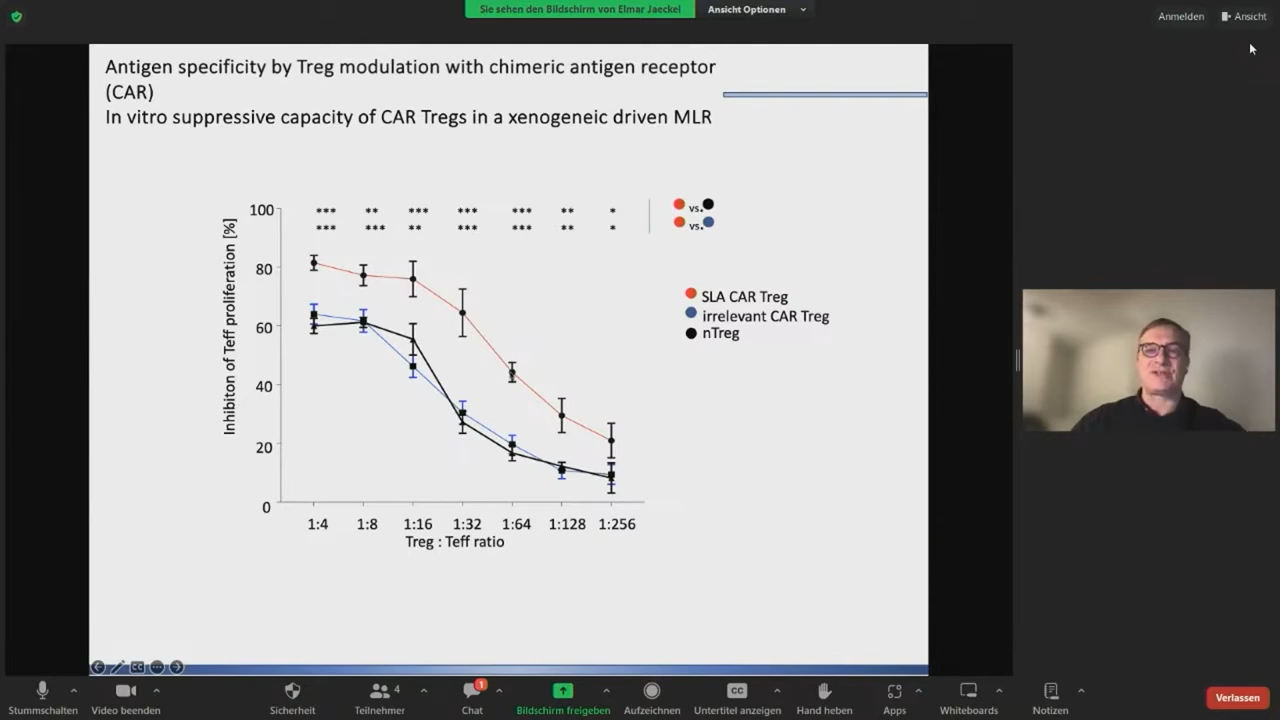 Sie sehen den Bildschirm von Elmar Jaeckel
Ansicht Optionen
Anmelden
Ansicht
Antigen specificity by Treg modulation with chimeric antigen receptor
(CAR)
In vitro suppressive capacity of CAR Tregs in a xenogeneic driven MLR
100
80
60
40
20
0
Inhibiton of Teff proliferation [%]
*** ** *** *** *** ** *
*** *** ** *** *** ** *
vs.
vs.
SLA CAR Treg
irrelevant CAR Treg
nTreg
1:4 1:8 1:16 1:32 1:64 1:128 1:256
Treg : Teff ratio
CC
Stummschalten
Video beenden
Sicherheit
4
Teilnehmer
1
Chat
Bildschirm freigeben
Aufzeichnen
CC
Untertitel anzeigen
Hand heben
Apps
Whiteboards
Notizen
Verlassen